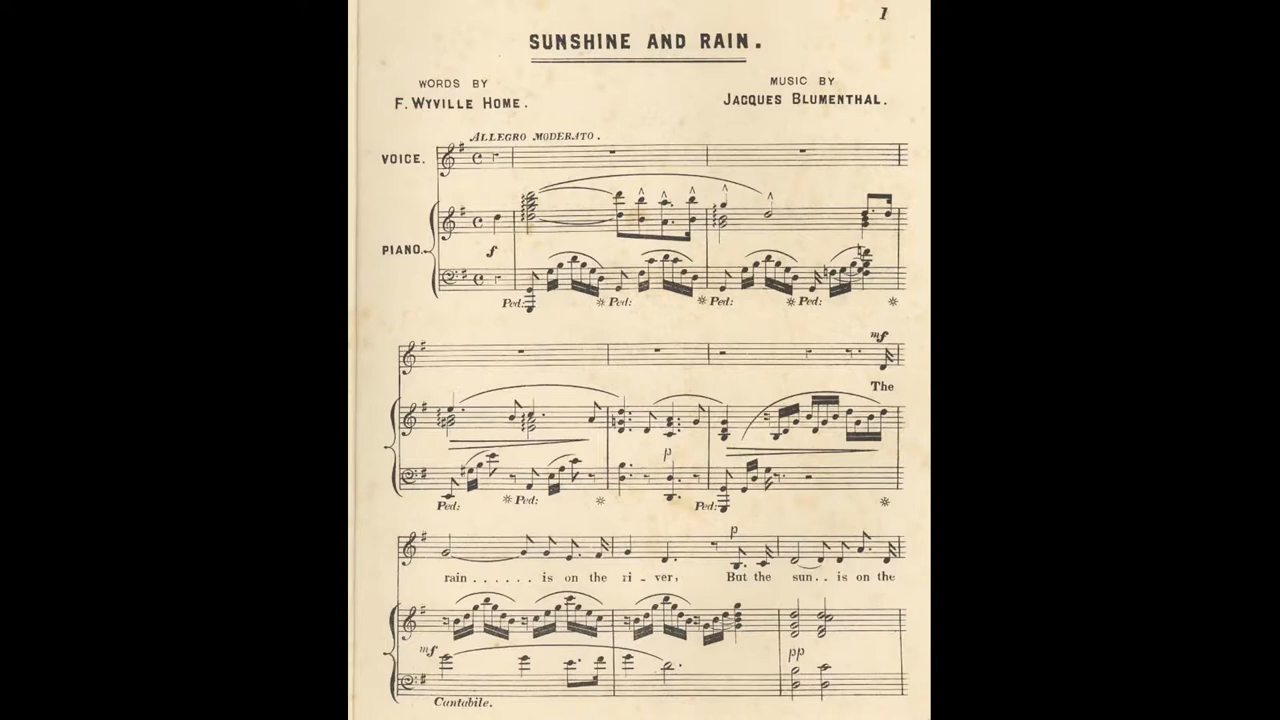 1
SUNSHINE AND RAIN.
WORDS BY
F. WYVILLE HOME.
MUSIC BY
JACQUES BLUMENTHAL.
ALLEGRO MODERATO.
VOICE.
PIANO.
f
Ped: Ped: Ped: Ped:
mf
The
p
Ped: Ped: Ped:
p
rain . . . . . . is on the ri - ver, But the sun . . is on the
mf pp
Cantabile.